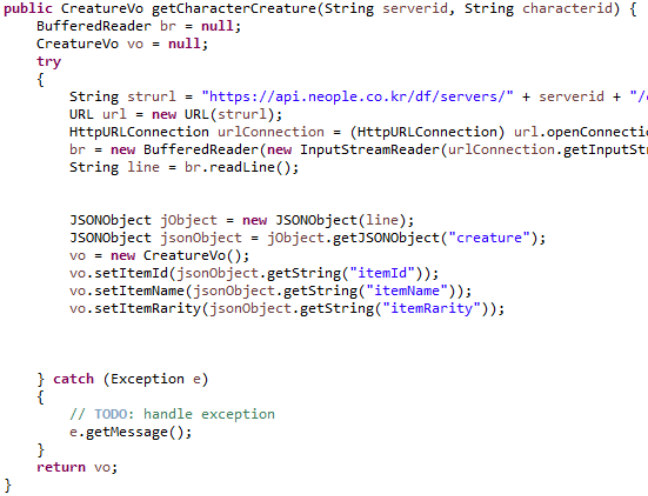 public CreatureVo getCharacterCreature(String serverid, String characterid) {
BufferedReader br = null;
CreatureVo vo = null;
try
{
String strurl = "https://api.neople.co.kr/df/servers/" + serverid + "/
URL url = new URL(strurl);
HttpURLConnection urlConnection = (HttpURLConnection) url.openConnectio
br = new BufferedReader(new InputStreamReader(urlConnection.getInputStr
String line = br.readLine();
JSONObject jObject = new JSONObject(line);
JSONObject jsonObject = jObject.getJSONObject("creature");
vo = new CreatureVo();
vo.setItemId(jsonObject.getString("itemId"));
vo.setItemName(jsonObject.getString("itemName"));
vo.setItemRarity(jsonObject.getString("itemRarity"));
} catch (Exception e)
{
// TODO: handle exception
e.getMessage();
}
return vo;
}